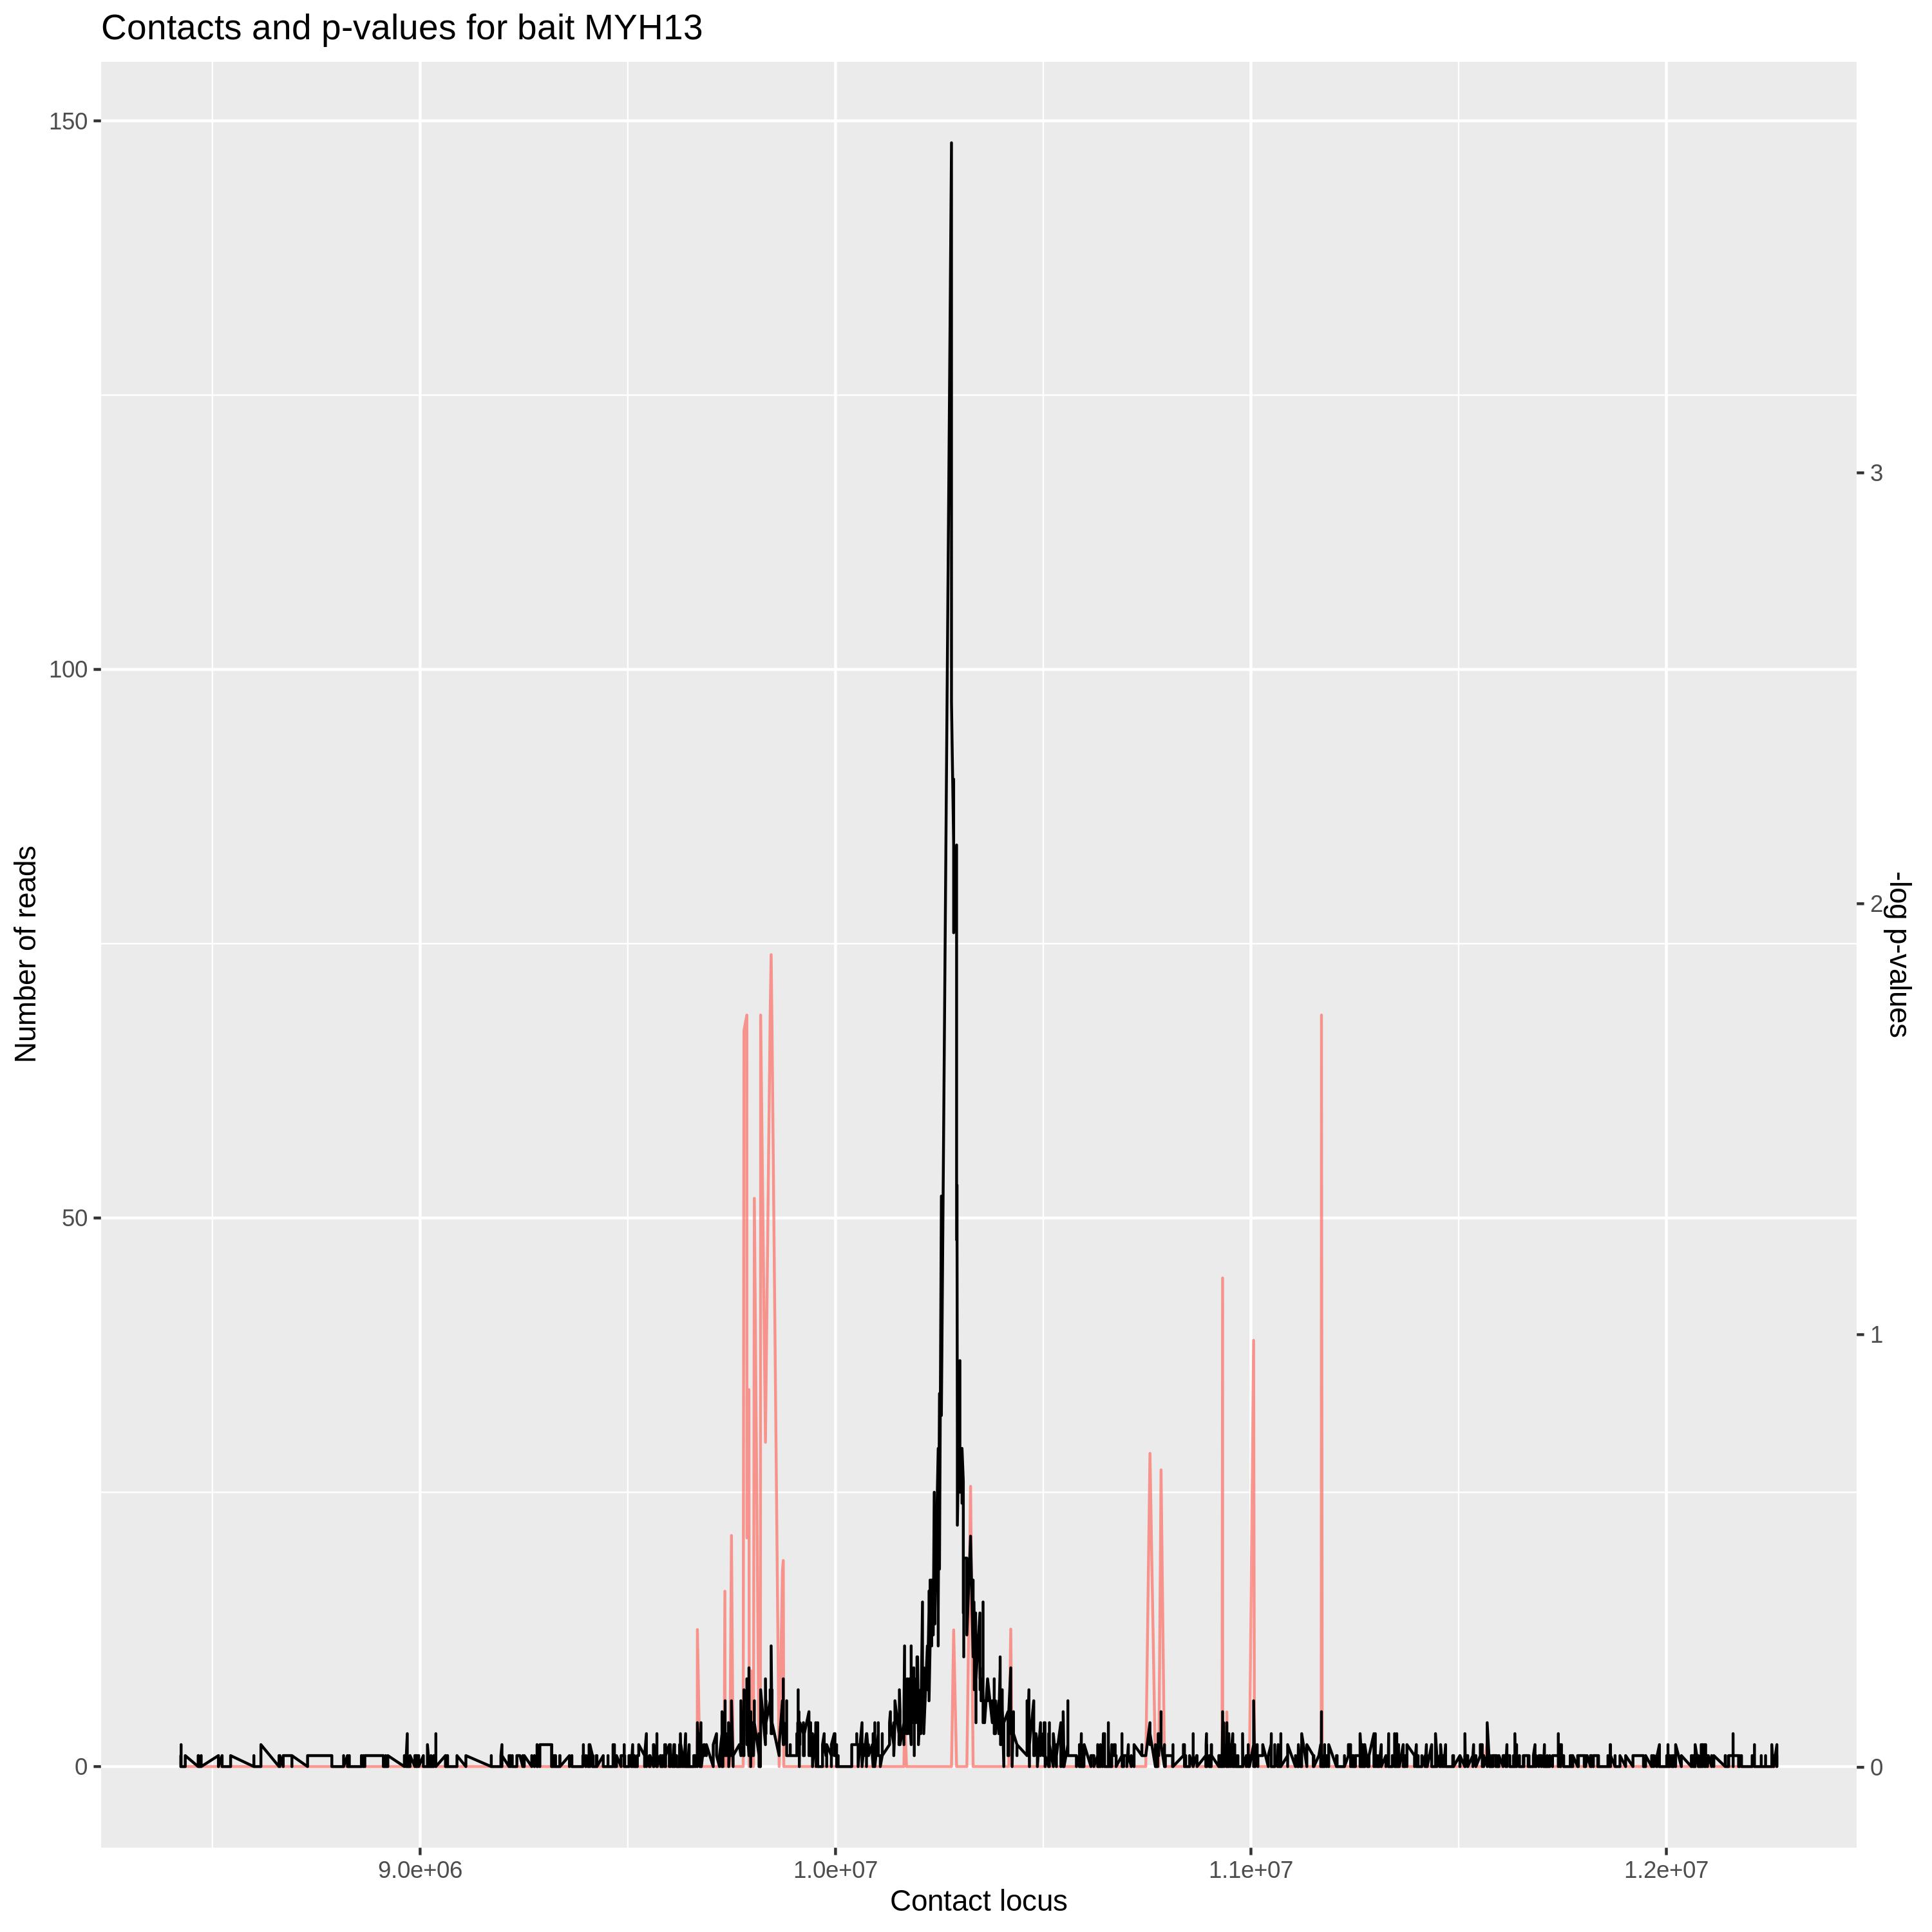 Contacts and p-values for bait MYH13
150
100
50
0
Number of reads
3
2
1
0
-log p-values
9.0e+06
1.0e+07
1.1e+07
1.2e+07
Contact locus